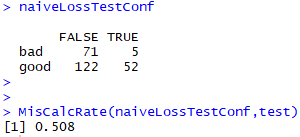 > naiveLossTestConf
FALSE TRUE
bad 71 5
good 122 52
>
>
> MisCalcRate(naiveLossTestConf,test)
[1] 0.508